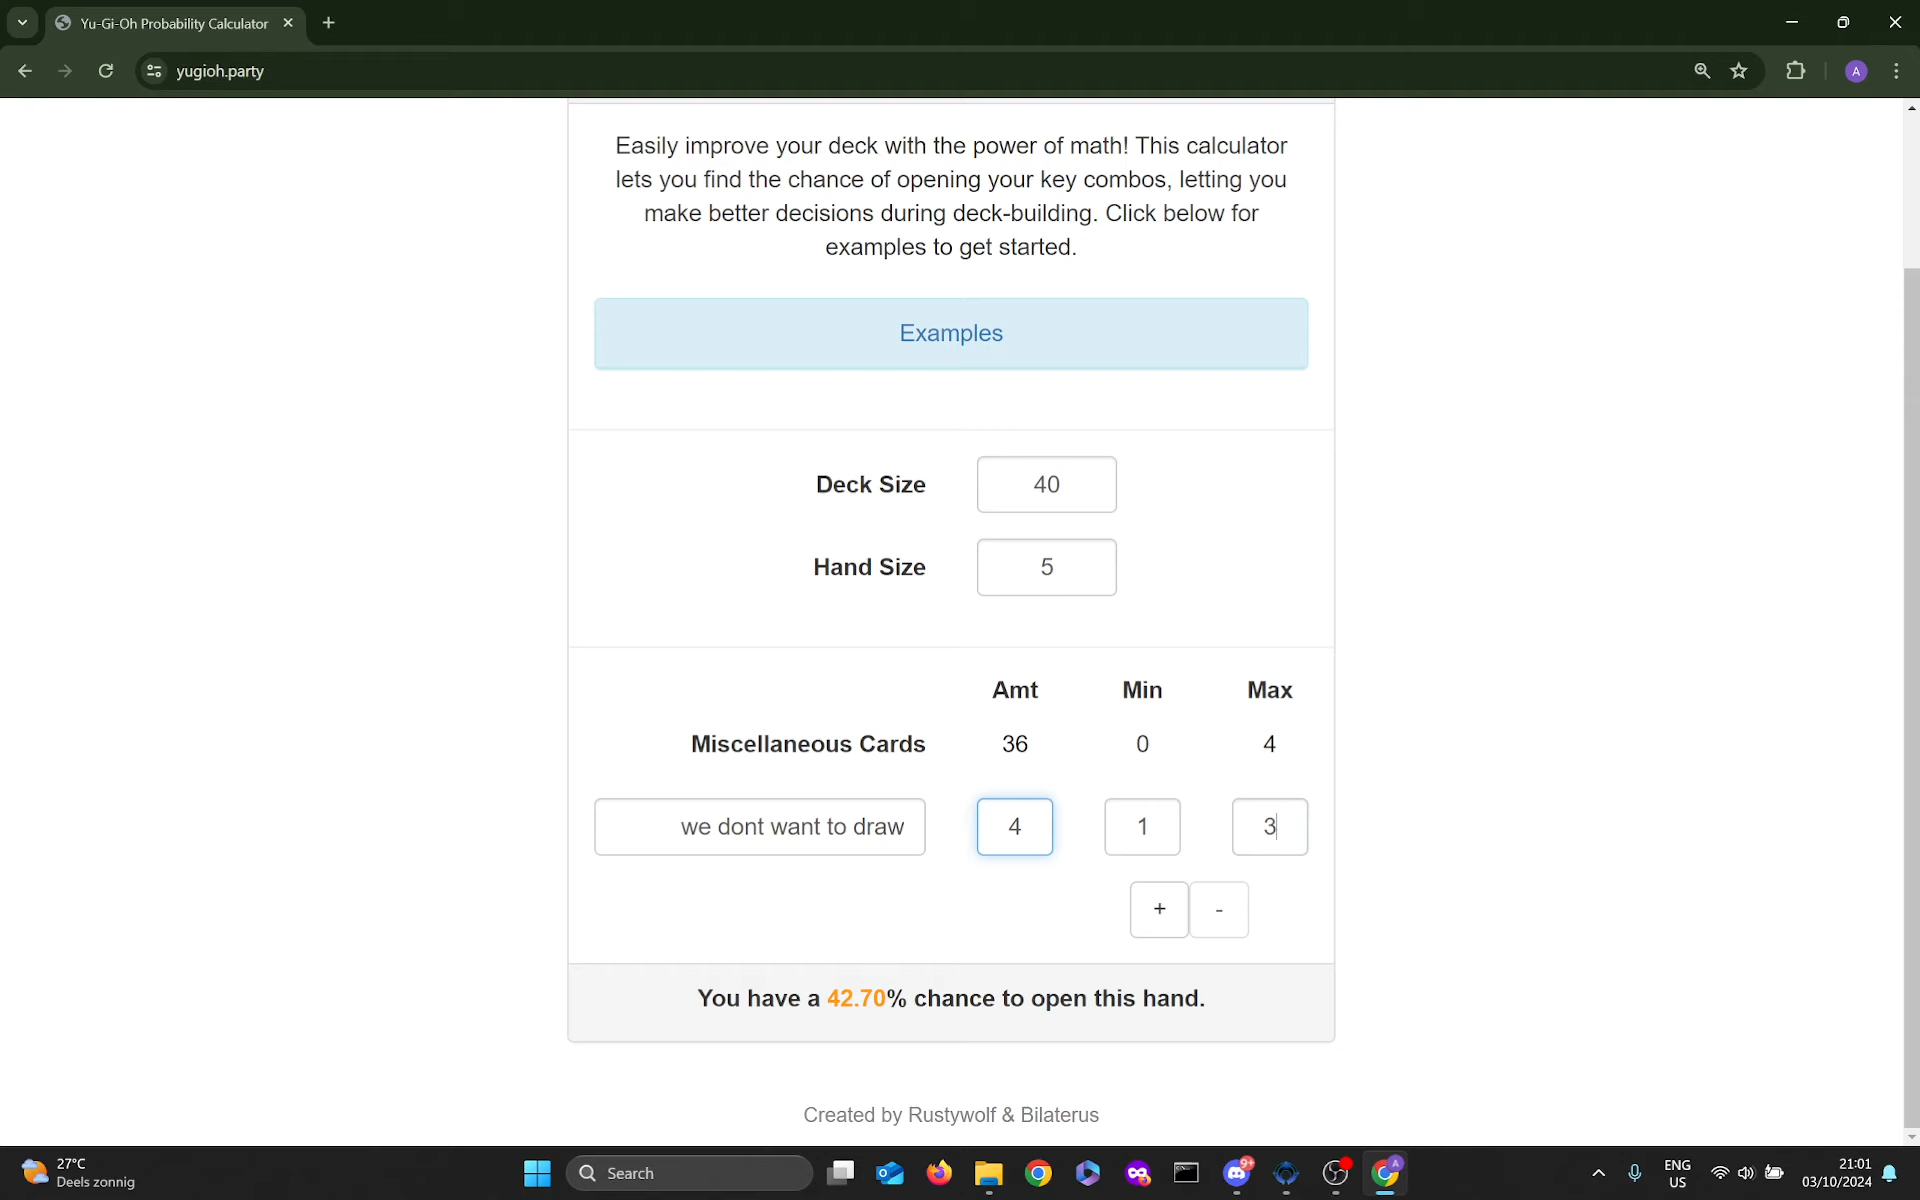 Yu-Gi-Oh Probability Calculator
yugioh.party
A
Easily improve your deck with the power of math! This calculator
lets you find the chance of opening your key combos, letting you
make better decisions during deck-building. Click below for
examples to get started.
Examples
Deck Size 40
Hand Size 5
Amt Min Max
Miscellaneous Cards 36 0 4
we dont want to draw 4 1 3
+ -
You have a 42.70% chance to open this hand.
Created by Rustywolf & Bilaterus
27°C
Deels zonnig
Search
9+
A
ENG
US
21:01
03/10/2024